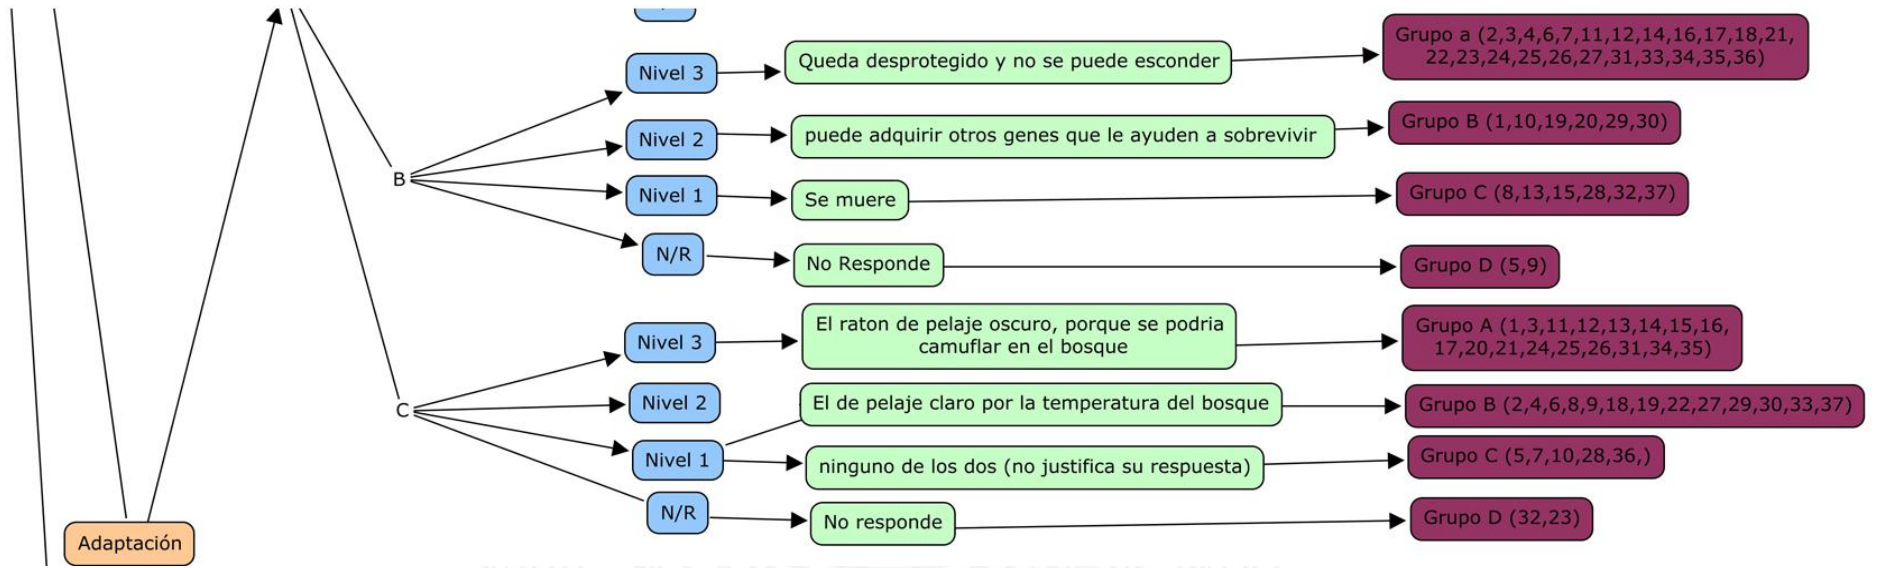 Nivel 3
Queda desprotegido y no se puede esconder
Grupo a (2,3,4,6,7,11,12,14,16,17,18,21,
22,23,24,25,26,27,31,33,34,35,36)
B
Nivel 2
puede adquirir otros genes que le ayuden a sobrevivir
Grupo B (1,10,19,20,29,30)
Nivel 1
Se muere
Grupo C (8,13,15,28,32,37)
N/R
No Responde
Grupo D (5,9)
C
Nivel 3
El raton de pelaje oscuro, porque se podria
camuflar en el bosque
Grupo A (1,3,11,12,13,14,15,16,
17,20,21,24,25,26,31,34,35)
Nivel 2
El de pelaje claro por la temperatura del bosque
Grupo B (2,4,6,8,9,18,19,22,27,29,30,33,37)
Nivel 1
ninguno de los dos (no justifica su respuesta)
Grupo C (5,7,10,28,36,)
N/R
No responde
Grupo D (32,23)
Adaptación